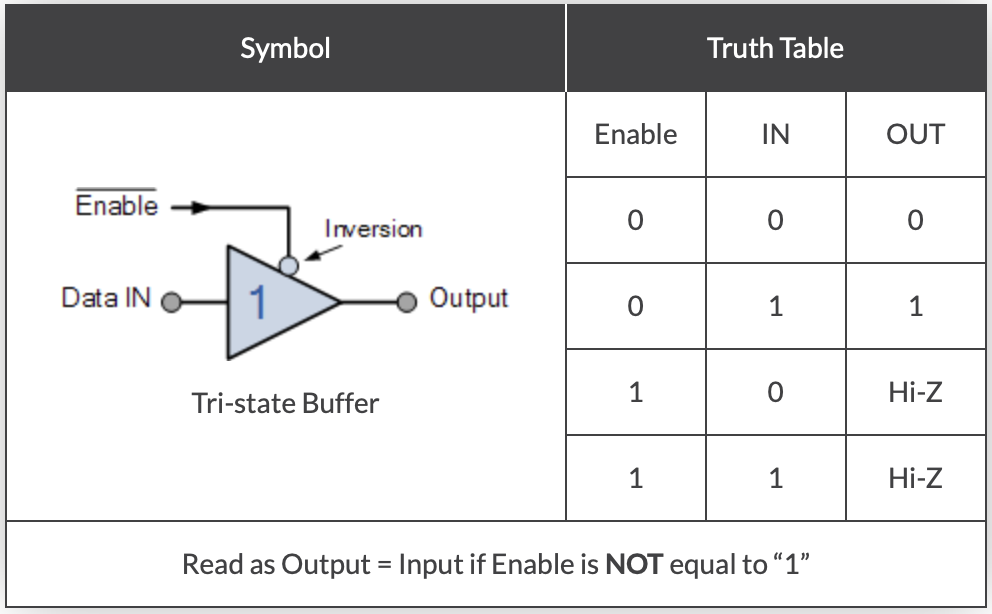 Symbol
Truth Table
Enable IN OUT
Enable
Inversion
Data IN 1 Output
Tri-state Buffer
0 0 0
0 1 1
1 0 Hi-Z
1 1 Hi-Z
Read as Output = Input if Enable is NOT equal to “1”